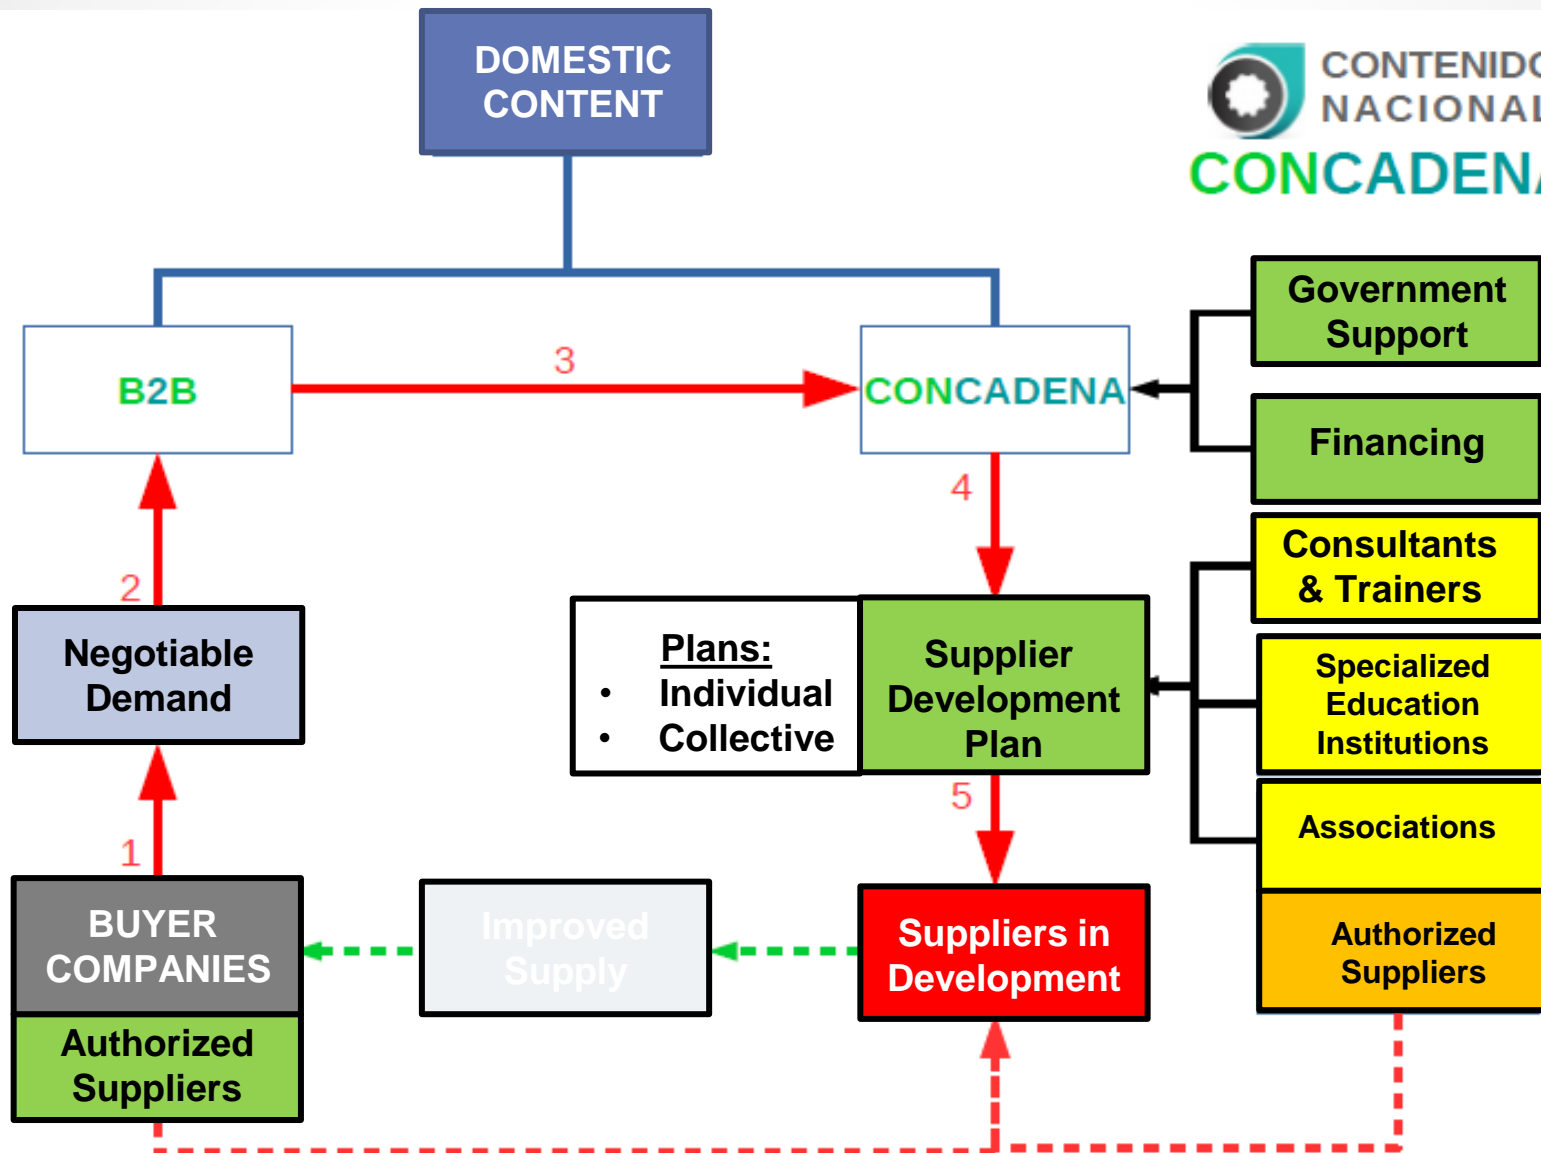 DOMESTIC
CONTENT
CONTENIDO
NACIONAL
CONCADENA
Government
Support
3
B2B
CONCADENA
Financing
4
2
Consultants
& Trainers
Negotiable
Demand
Plans:
• Individual
• Collective
Supplier
Development
Plan
Specialized
Education
Institutions
5
1
Associations
BUYER
COMPANIES
Improved
Supply
Suppliers in
Development
Authorized
Suppliers
Authorized
Suppliers